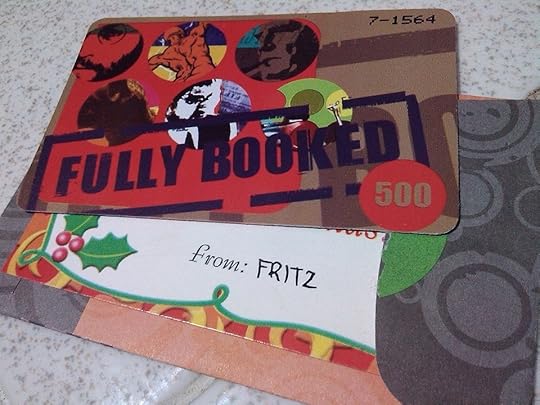 7-1564
FULLY BOOKED
500
From: FRITZ